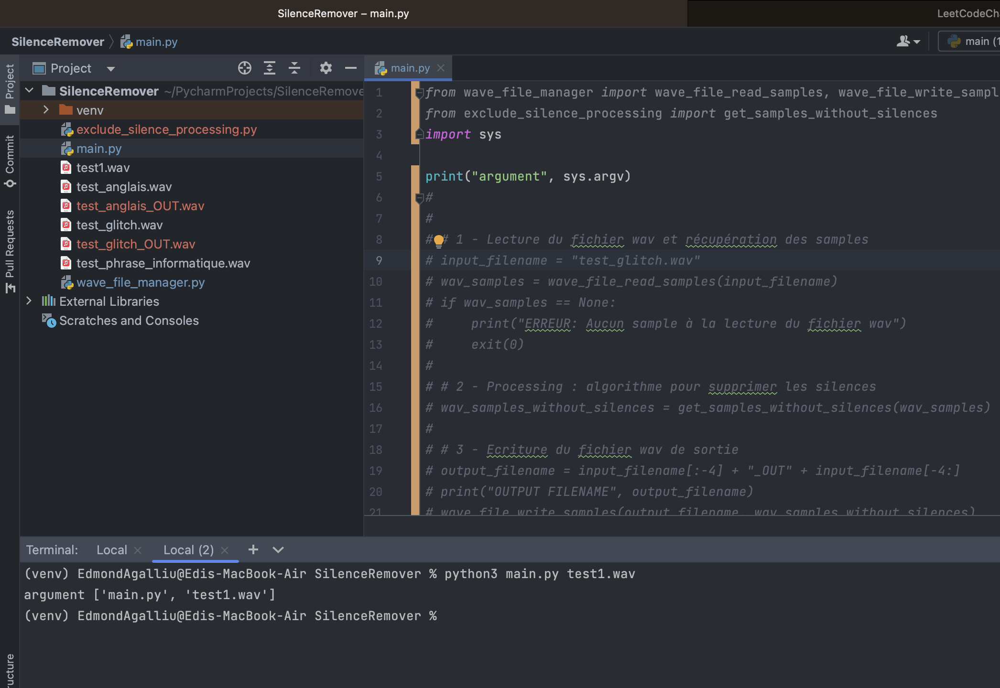 SilenceRemover – main.py
LeetCodeCh
SilenceRemover main.py
main (1
Project
Commit
Pull Requests
ructure
Project
SilenceRemover ~/PycharmProjects/SilenceRemove
venv
exclude_silence_processing.py
main.py
test1.wav
test_anglais.wav
test_anglais_OUT.wav
test_glitch.wav
test_glitch_OUT.wav
test_phrase_informatique.wav
wave_file_manager.py
External Libraries
Scratches and Consoles
main.py
1 from wave_file_manager import wave_file_read_samples, wave_file_write_sampl
2 from exclude_silence_processing import get_samples_without_silences
3 import sys
4
5 print("argument", sys.argv)
6 #
7 #
8 # # 1 - Lecture du fichier wav et récupération des samples
9 # input_filename = "test_glitch.wav"
10 # wav_samples = wave_file_read_samples(input_filename)
11 # if wav_samples == None:
12 #     print("ERREUR: Aucun sample à la lecture du fichier wav")
13 #     exit(0)
14 #
15 # # 2 - Processing : algorithme pour supprimer les silences
16 # wav_samples_without_silences = get_samples_without_silences(wav_samples)
17 #
18 # # 3 - Ecriture du fichier wav de sortie
19 # output_filename = input_filename[:-4] + "_OUT" + input_filename[-4:]
20 # print("OUTPUT FILENAME", output_filename)
21 # wave_file_write_samples(output_filename, wav_samples_without_silences)
Terminal: Local Local (2)
(venv) EdmondAgalliu@Edis-MacBook-Air SilenceRemover % python3 main.py test1.wav
argument ['main.py', 'test1.wav']
(venv) EdmondAgalliu@Edis-MacBook-Air SilenceRemover %